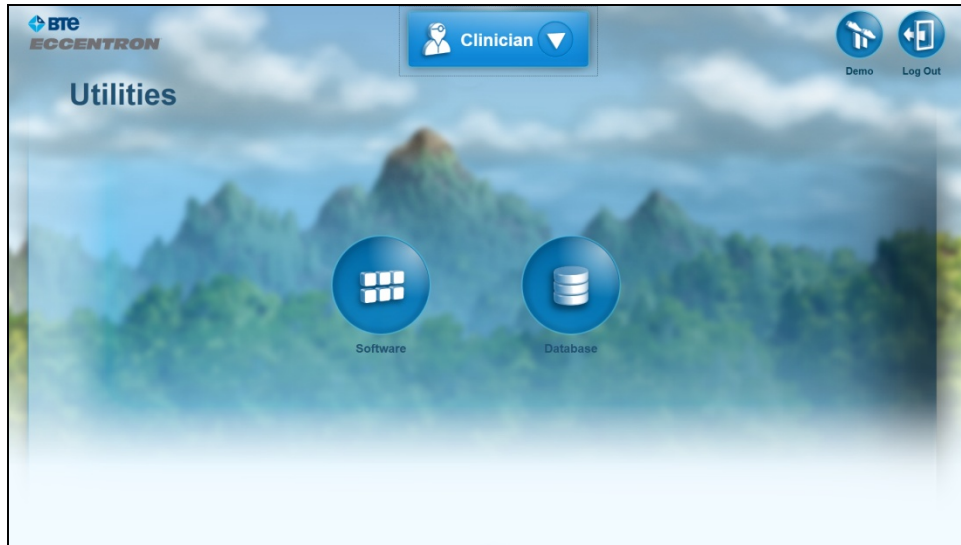 BTE
ECCENTRON
Clinician
Demo
Log Out
Utilities
Software
Database